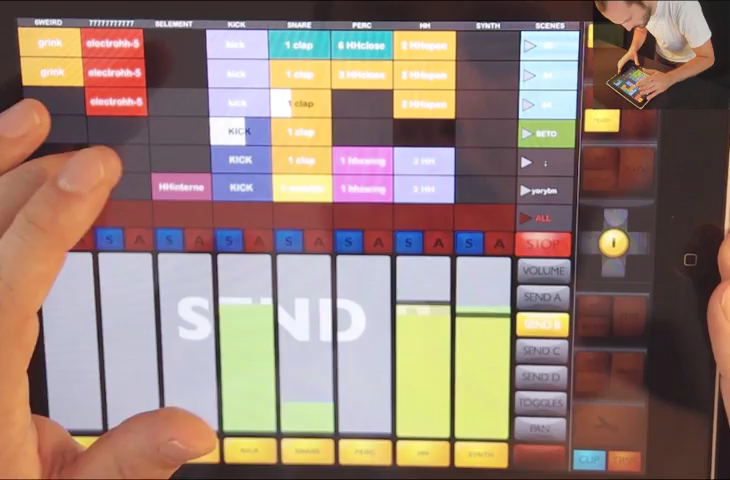 6WEIRD 77777777777 5ELEMENT KICK SNARE PERC HH SYNTH SCENES
grink electrohh-5 kick 1 clap 6 HHclose 2 HHopen
grink electrohh-5 kick 1 clap 2 HHclose 2 HHopen
electrohh-5 kick 1 clap 2 HHopen
KICK 1 clap BETO
KICK 1 clap 1 hhswing 2 HH ;
HHinterne KICK 1 hhswing 3 HH yorytm
ALL
S A S A S A S A S A S A S A STOP
VOLUME
SEND A
SEND B
SEND
SEND C
SEND D
TOGGLES
PAN
KICK SNARE PERC HH SYNTH
CLIP TRK